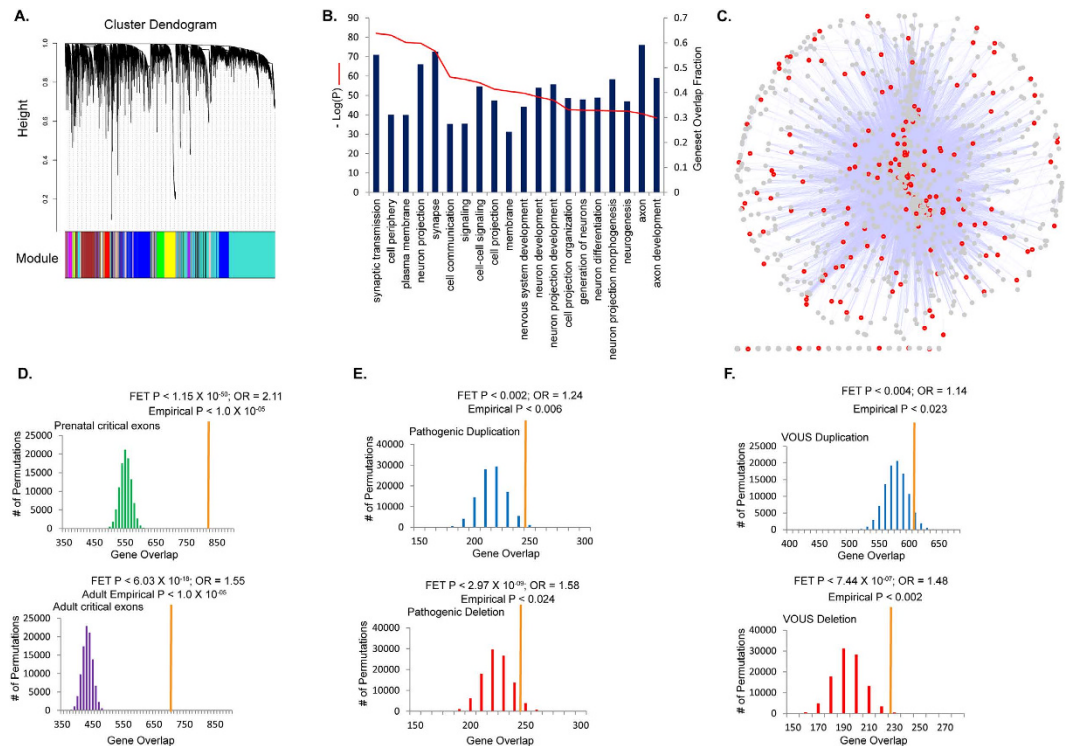 A.
Cluster Dendogram
Height
1.0
0.8
0.6
0.4
0.2
Module
B.
- Log(P)
90
80
70
60
50
40
30
20
10
0
0.7
0.6
0.5
0.4
0.3
0.2
0.1
0
Geneset Overlap Fraction
synaptic transmission
cell periphery
plasma membrane
neuron projection
synapse
cell communication
signaling
cell-cell signaling
cell projection
membrane
nervous system development
neuron development
neuron projection development
cell projection organization
generation of neurons
neuron differentiation
neuron projection morphogenesis
neurogenesis
axon
axon development
C.
D.
FET P < 1.15 X 10-50; OR = 2.11
Empirical P < 1.0 X 10-05
Prenatal critical exons
# of Permutations
25000
20000
15000
10000
5000
0
350 450 550 650 750 850
Gene Overlap
FET P < 6.03 X 10-18; OR = 1.55
Adult Empirical P < 1.0 X 10-05
Adult critical exons
# of Permutations
25000
20000
15000
10000
5000
0
350 450 550 650 750 850
Gene Overlap
E.
FET P < 0.002; OR = 1.24
Empirical P < 0.006
Pathogenic Duplication
# of Permutations
40000
30000
20000
10000
0
150 200 250 300
Gene Overlap
FET P < 2.97 X 10-09; OR = 1.58
Empirical P < 0.024
Pathogenic Deletion
# of Permutations
40000
30000
20000
10000
0
150 200 250 300
Gene Overlap
F.
FET P < 0.004; OR = 1.14
Empirical P < 0.023
VOUS Duplication
# of Permutations
25000
20000
15000
10000
5000
0
400 450 500 550 600 650
Gene Overlap
FET P < 7.44 X 10-07; OR = 1.48
Empirical P < 0.002
VOUS Deletion
# of Permutations
40000
30000
20000
10000
0
150 170 190 210 230 250 270
Gene Overlap